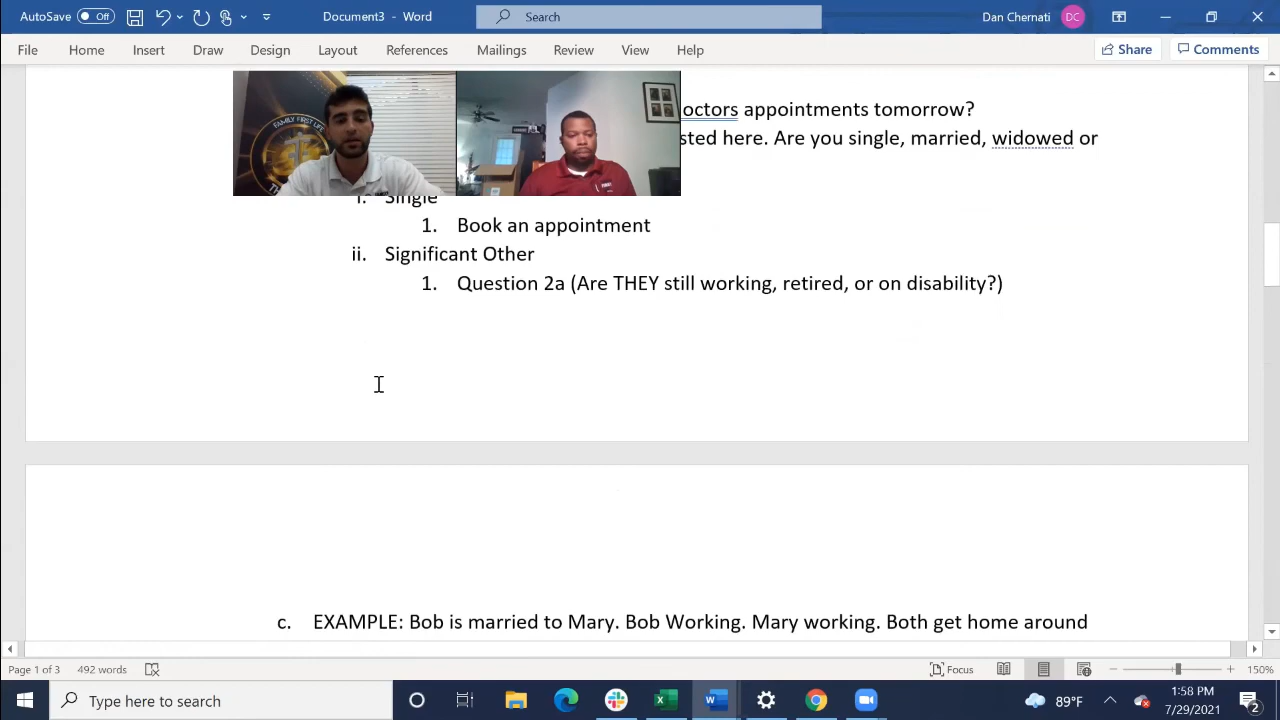 AutoSave Off Document3 - Word Search Dan Chernati DC
File Home Insert Draw Design Layout References Mailings Review View Help Share Comments
FAMILY FIRST LIFE
octors appointments tomorrow?
sted here. Are you single, married, widowed or
i. Single
1. Book an appointment
ii. Significant Other
1. Question 2a (Are THEY still working, retired, or on disability?)
c. EXAMPLE: Bob is married to Mary. Bob Working. Mary working. Both get home around
Page 1 of 3 492 words Focus 150%
Type here to search 89°F 1:58 PM
7/29/2021 2